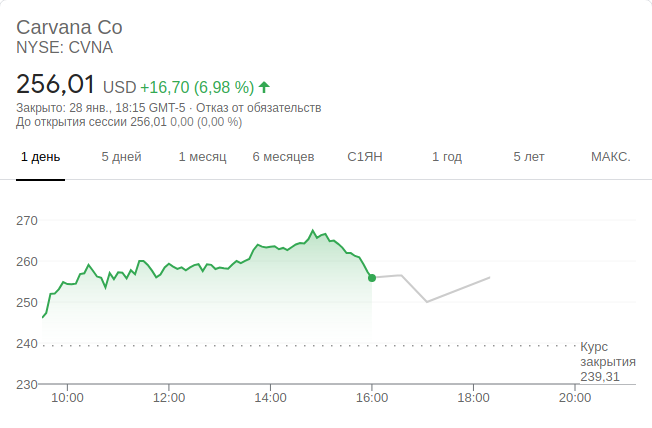 Carvana Co
NYSE: CVNA
256,01 USD +16,70 (6,98 %)
Закрыто: 28 янв., 18:15 GMT-5 · Отказ от обязательств
До открытия сессии 256,01 0,00 (0,00 %)
1 день 5 дней 1 месяц 6 месяцев С1ЯН 1 год 5 лет МАКС.
270
260
250
240
Курс
закрытия
239,31
230
10:00 12:00 14:00 16:00 18:00 20:00